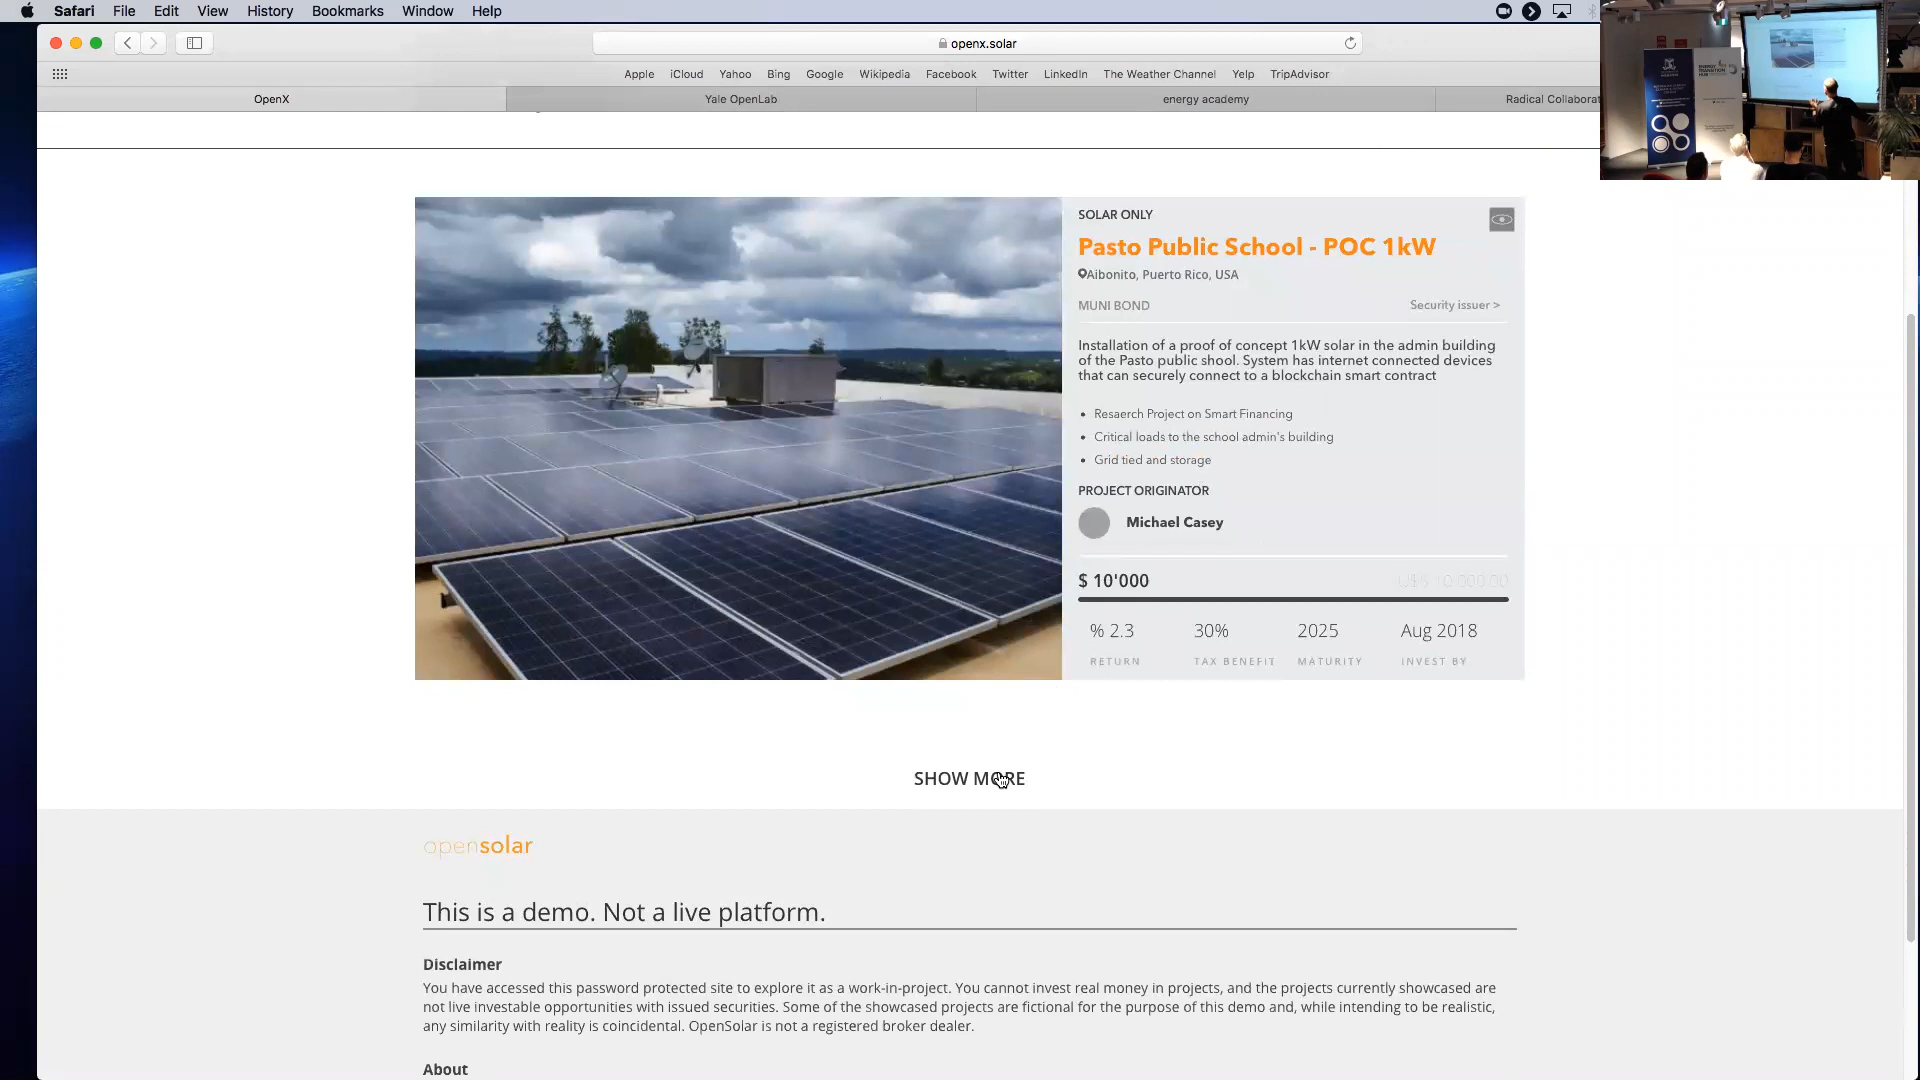 Safari File Edit View History Bookmarks Window Help
openx.solar
Apple iCloud Yahoo Bing Google Wikipedia Facebook Twitter LinkedIn The Weather Channel Yelp TripAdvisor
OpenX Yale OpenLab energy academy Radical Collaborat
SOLAR ONLY
Pasto Public School - POC 1kW
Aibonito, Puerto Rico, USA
MUNI BOND Security issuer >
Installation of a proof of concept 1kW solar in the admin building
of the Pasto public shool. System has internet connected devices
that can securely connect to a blockchain smart contract
• Resaerch Project on Smart Financing
• Critical loads to the school admin's building
• Grid tied and storage
PROJECT ORIGINATOR
Michael Casey
$ 10'000 U$S 10,000.00
% 2.3 30% 2025 Aug 2018
RETURN TAX BENEFIT MATURITY INVEST BY
SHOW MORE
opensolar
This is a demo. Not a live platform.
Disclaimer
You have accessed this password protected site to explore it as a work-in-project. You cannot invest real money in projects, and the projects currently showcased are
not live investable opportunities with issued securities. Some of the showcased projects are fictional for the purpose of this demo and, while intending to be realistic,
any similarity with reality is coincidental. OpenSolar is not a registered broker dealer.
About